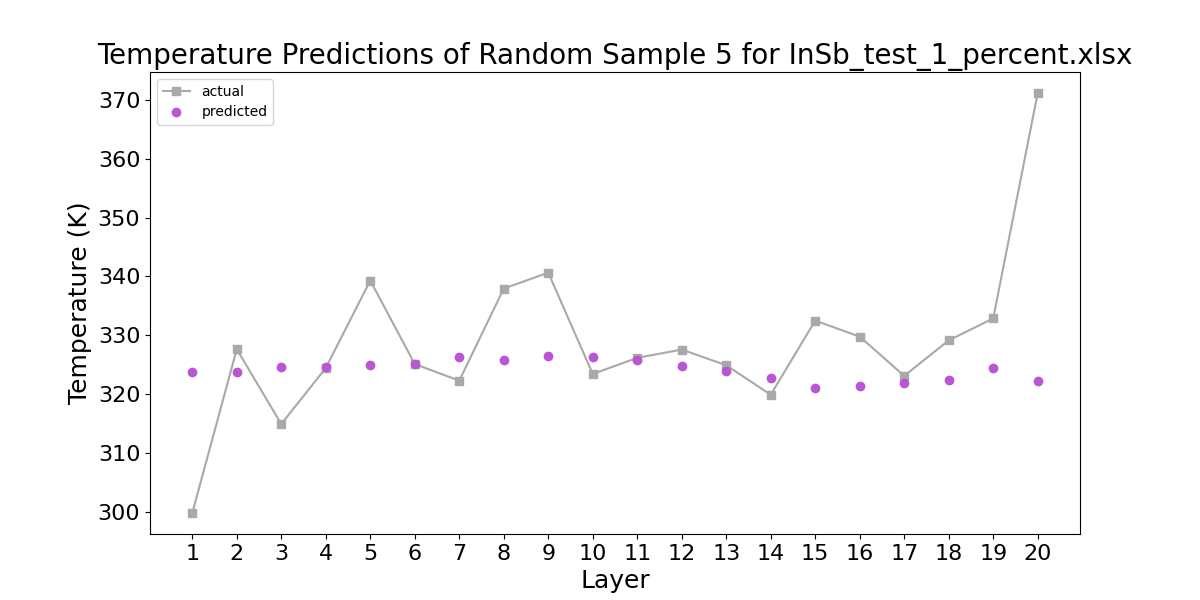 Temperature Predictions of Random Sample 5 for InSb_test_1_percent.xlsx
actual
predicted
Temperature (K)
370
360
350
340
330
320
310
300
1 2 3 4 5 6 7 8 9 10 11 12 13 14 15 16 17 18 19 20
Layer